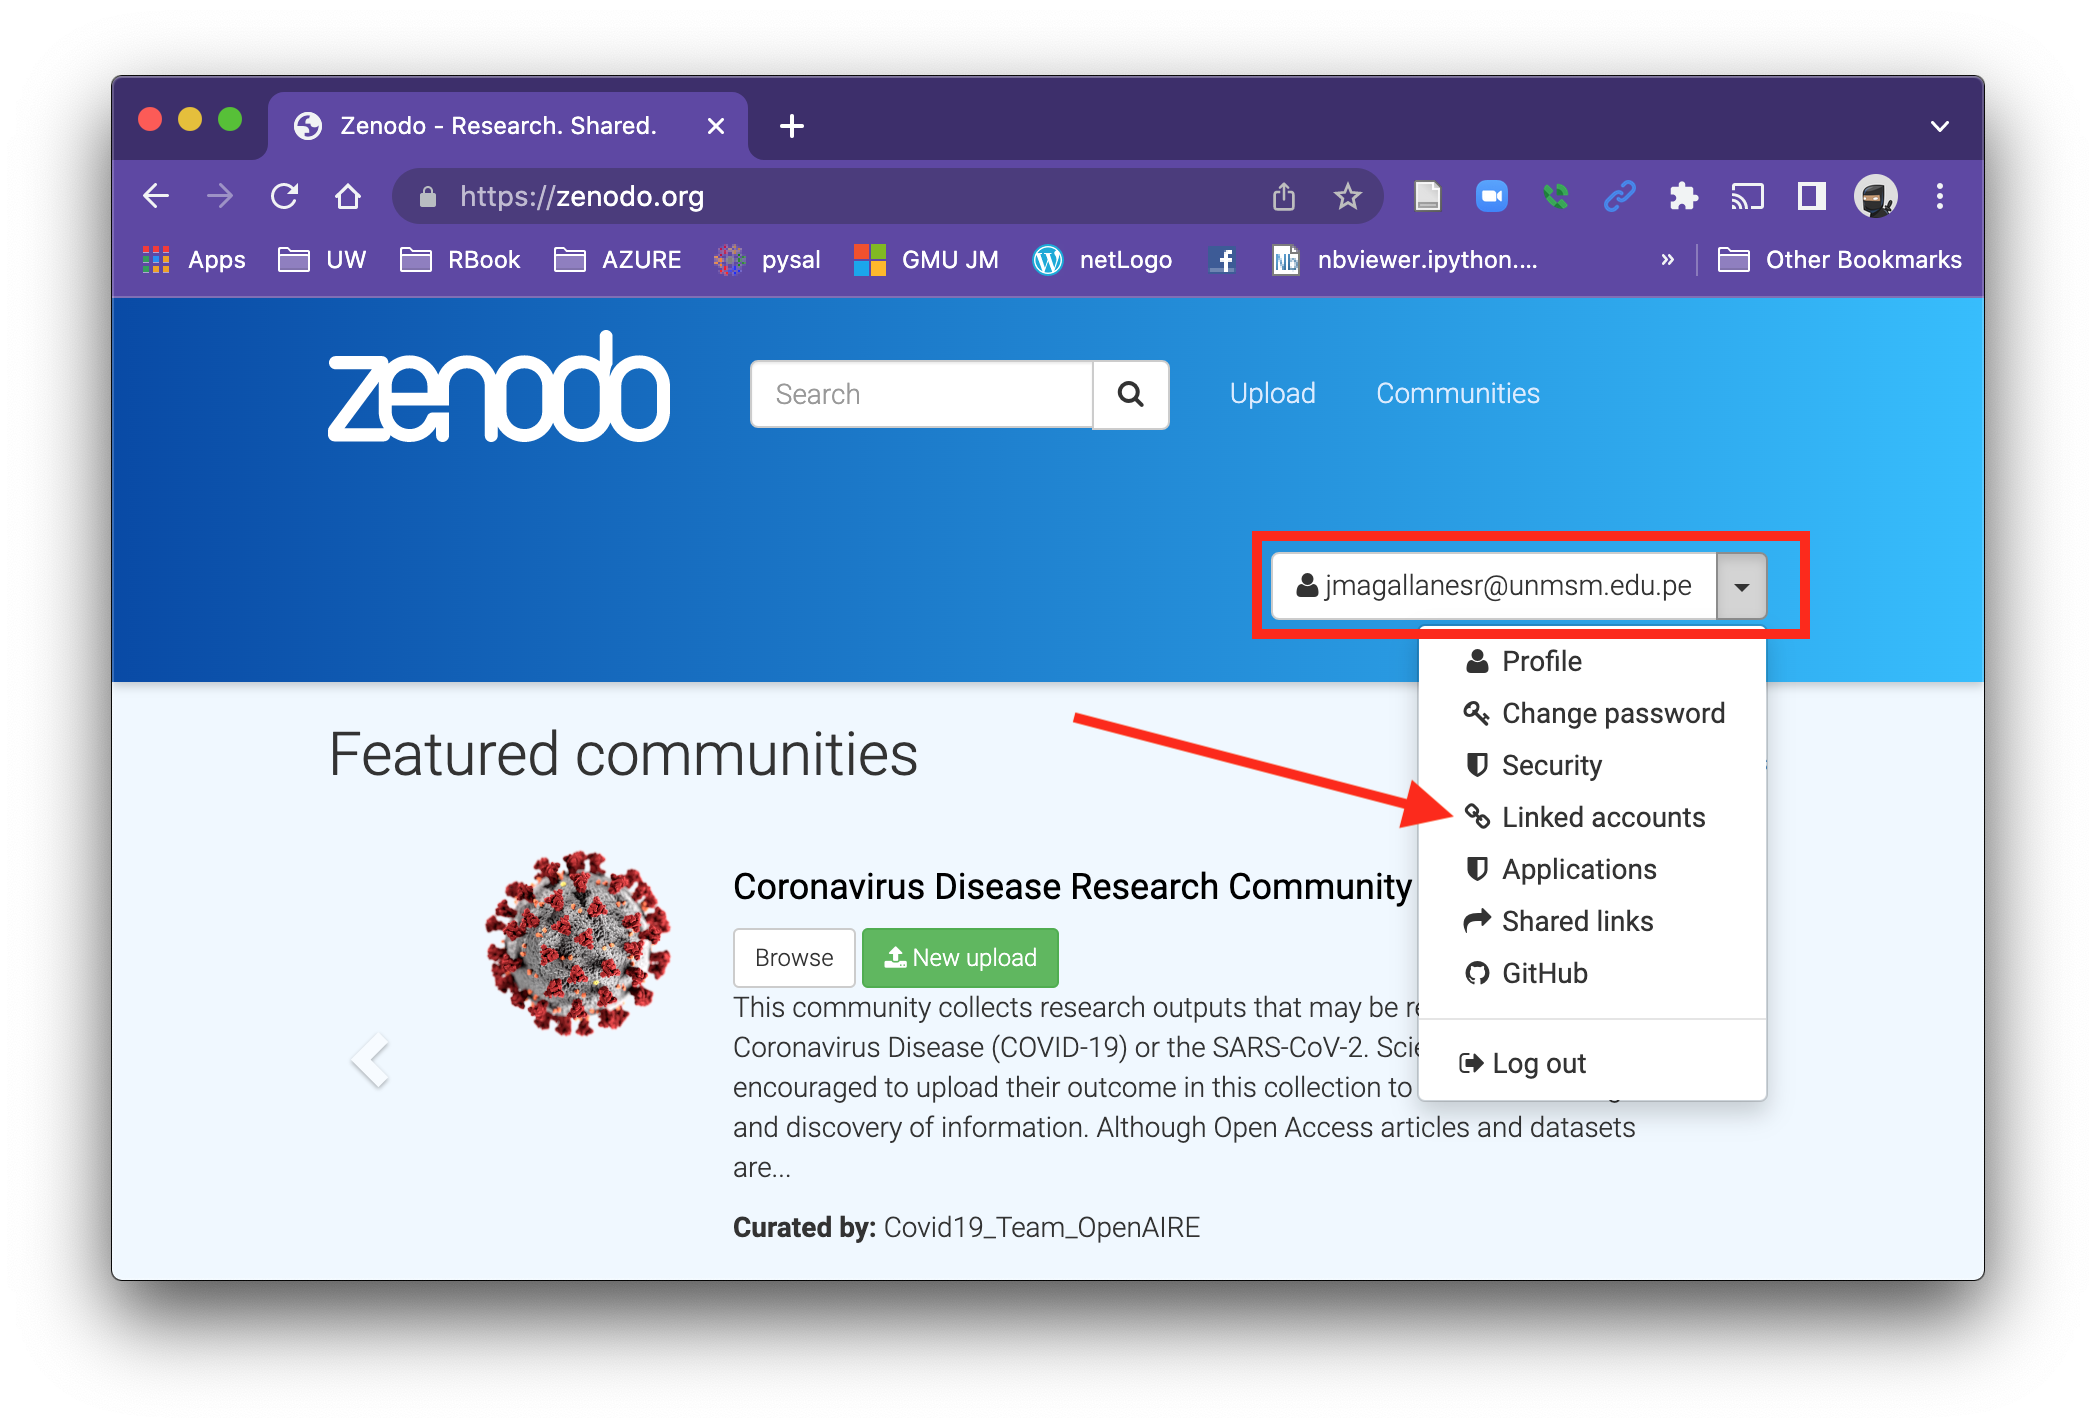 Zenodo - Research. Shared.
https://zenodo.org
Apps UW RBook AZURE pysal GMU JM netLogo nbviewer.ipython.... » Other Bookmarks
zenodo
Search
Upload Communities
jmagallanesr@unmsm.edu.pe
Profile
Change password
Security
Linked accounts
Applications
Shared links
GitHub
Log out
Featured communities
Coronavirus Disease Research Community
Browse New upload
This community collects research outputs that may be
Coronavirus Disease (COVID-19) or the SARS-CoV-2.
encouraged to upload their outcome in this collection to
and discovery of information. Although Open Access articles and datasets
are...
Curated by: Covid19_Team_OpenAIRE